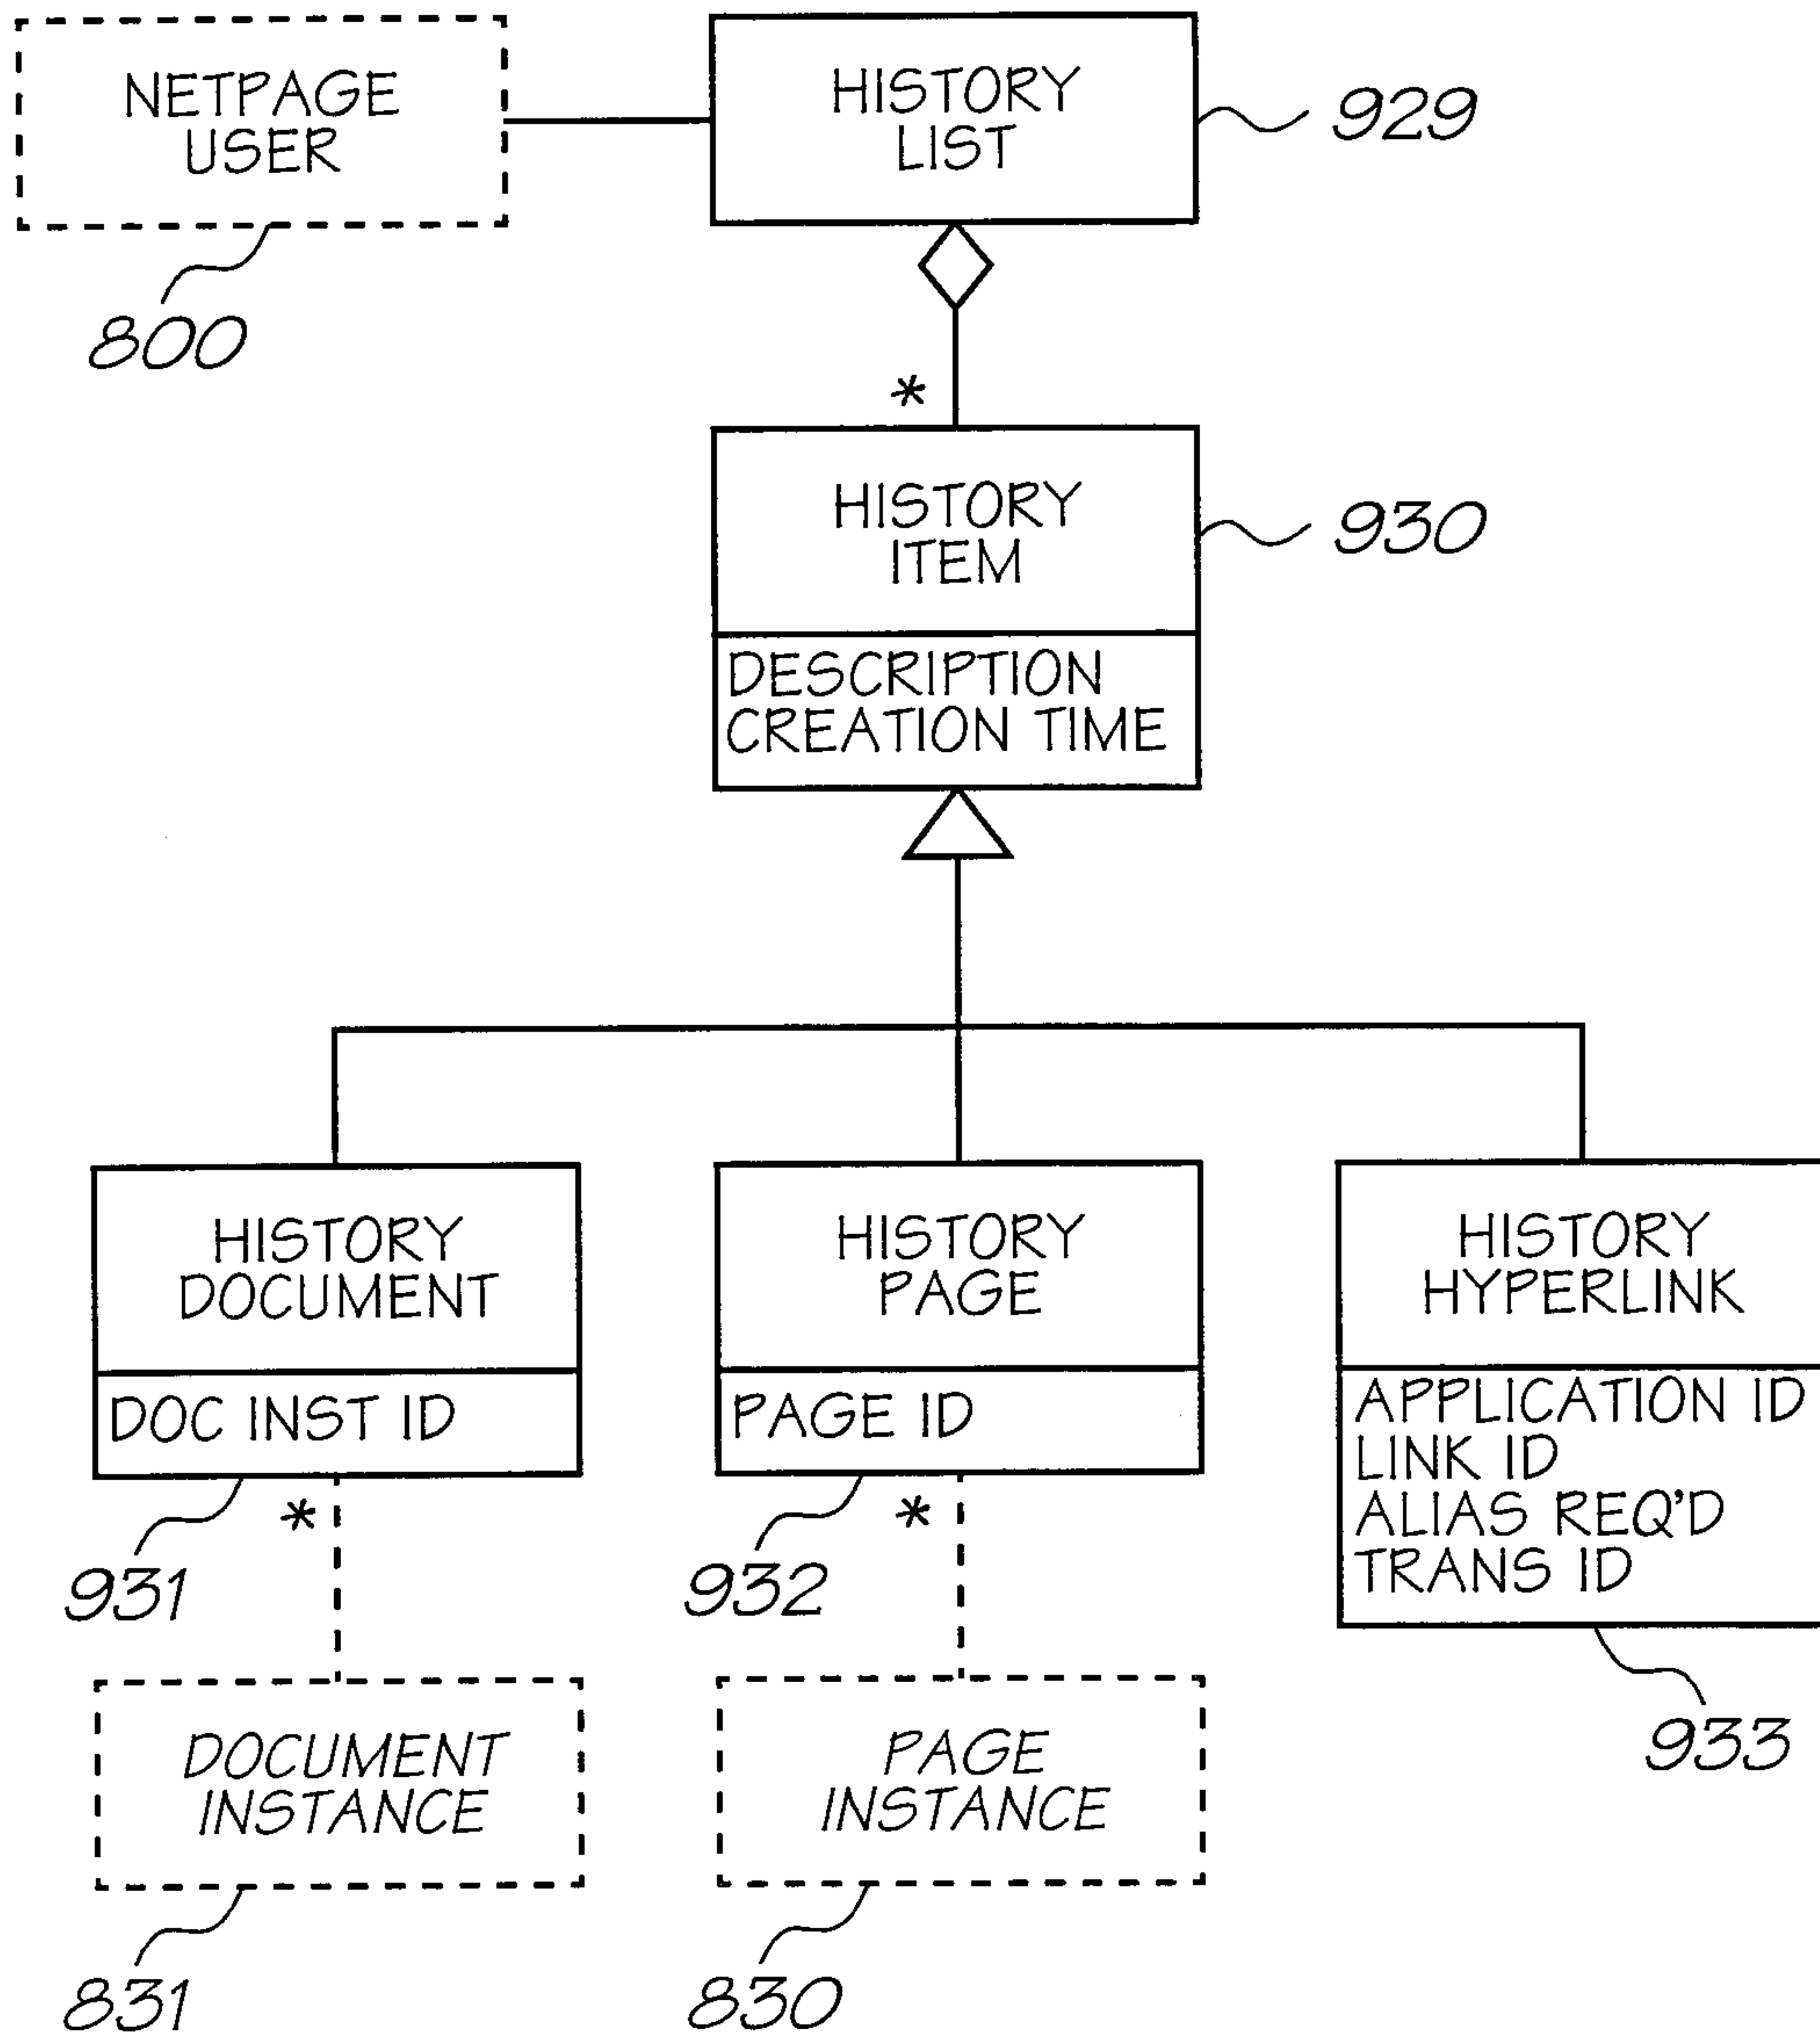 NETPAGE
USER
800
HISTORY
LIST
929
*
HISTORY
ITEM
930
DESCRIPTION
CREATION TIME
HISTORY
DOCUMENT
DOC INST ID
931
*
HISTORY
PAGE
PAGE ID
932
*
HISTORY
HYPERLINK
APPLICATION ID
LINK ID
ALIAS REQ'D
TRANS ID
933
DOCUMENT
INSTANCE
831
PAGE
INSTANCE
830